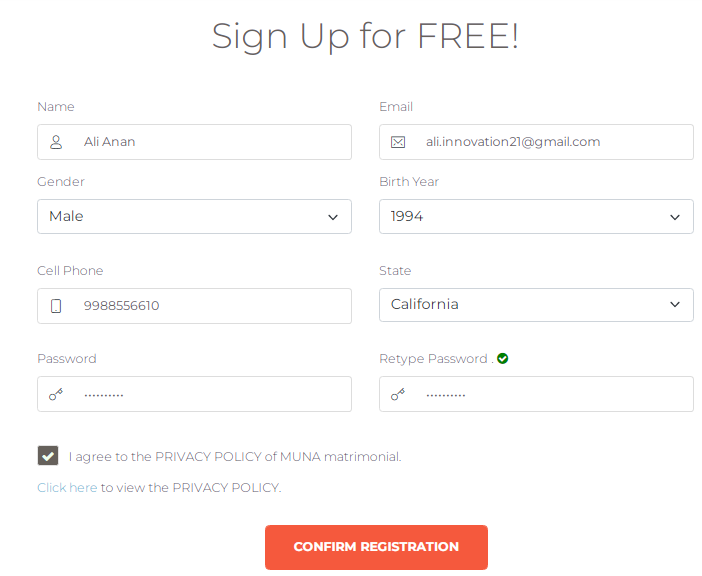 Sign Up for FREE!
Name
Email
Ali Anan
ali.innovation21@gmail.com
Gender
Birth Year
Male
1994
Cell Phone
State
9988556610
California
Password
Retype Password .
••••••••••
••••••••••
I agree to the PRIVACY POLICY of MUNA matrimonial.
Click here to view the PRIVACY POLICY.
CONFIRM REGISTRATION